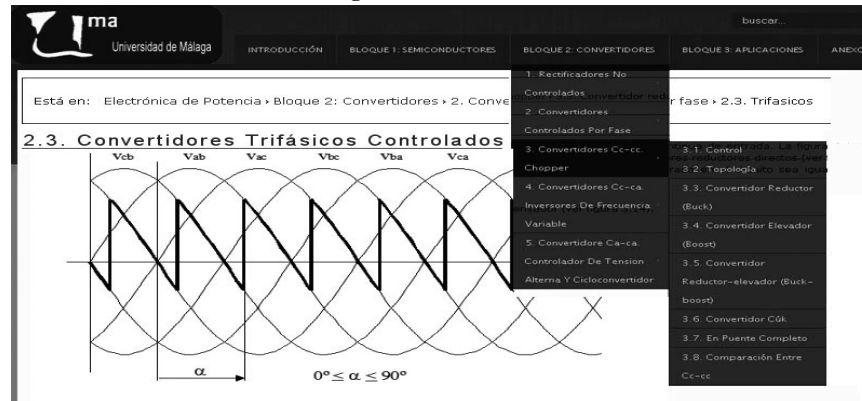 uma
Universidad de Málaga
buscar...
INTRODUCCIÓN
BLOQUE 1: SEMICONDUCTORES
BLOQUE 2: CONVERTIDORES
BLOQUE 3: APLICACIONES
ANEXO
Está en: Electrónica de Potencia › Bloque 2: Convertidores › 2. Conve
r fase › 2.3. Trifasicos
1. Rectificadores No
Controlados
2. Convertidores
Controlados Por Fase
3. Convertidores Cc-cc.
Chopper
4. Convertidores Cc-ca.
Inversores De Frecuencia
Variable
5. Convertidore Ca-ca.
Controlador De Tension
Alterna Y Cicloconvertidor
3.1. Control
3.2. Topología
3.3. Convertidor Reductor
(Buck)
3.4. Convertidor Elevador
(Boost)
3.5. Convertidor
Reductor-elevador (Buck-
boost)
3.6. Convertidor Cûk
3.7. En Puente Completo
3.8. Comparación Entre
Cc-cc
2.3. Convertidores Trifásicos Controlados
Vcb Vab Vac Vbc Vba Vca
α 0º ≤ α ≤ 90º